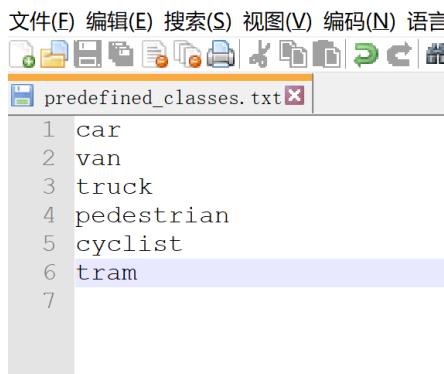 文件(F) 编辑(E) 搜索(S) 视图(V) 编码(N) 语言
predefined_classes.txt
1 car
2 van
3 truck
4 pedestrian
5 cyclist
6 tram
7